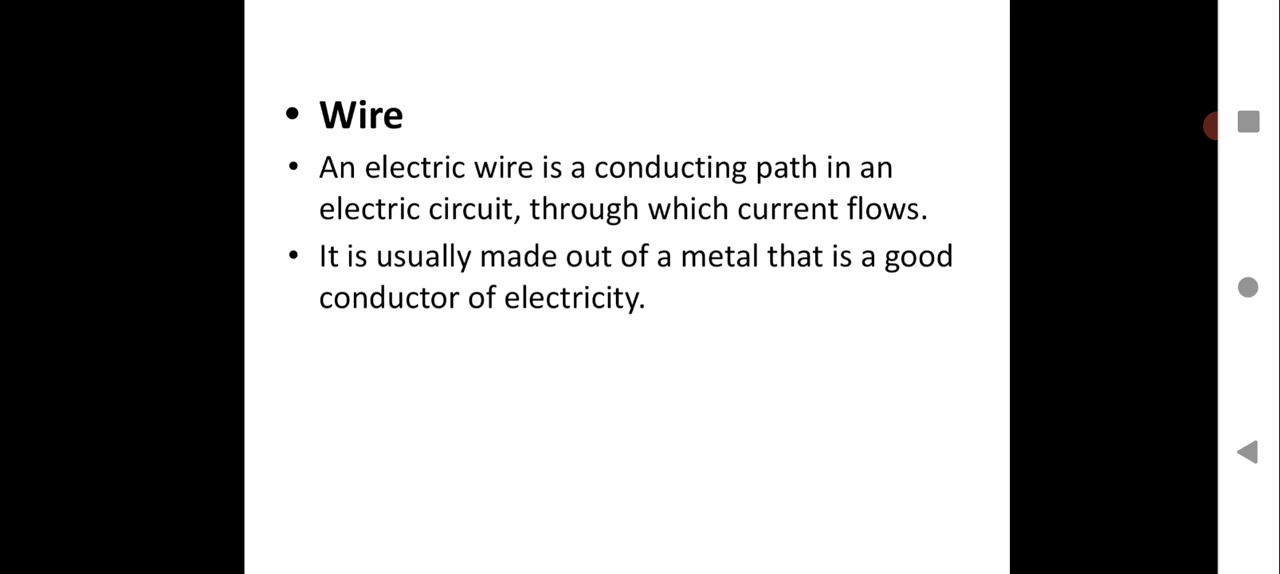 • Wire
• An electric wire is a conducting path in an
electric circuit, through which current flows.
• It is usually made out of a metal that is a good
conductor of electricity.